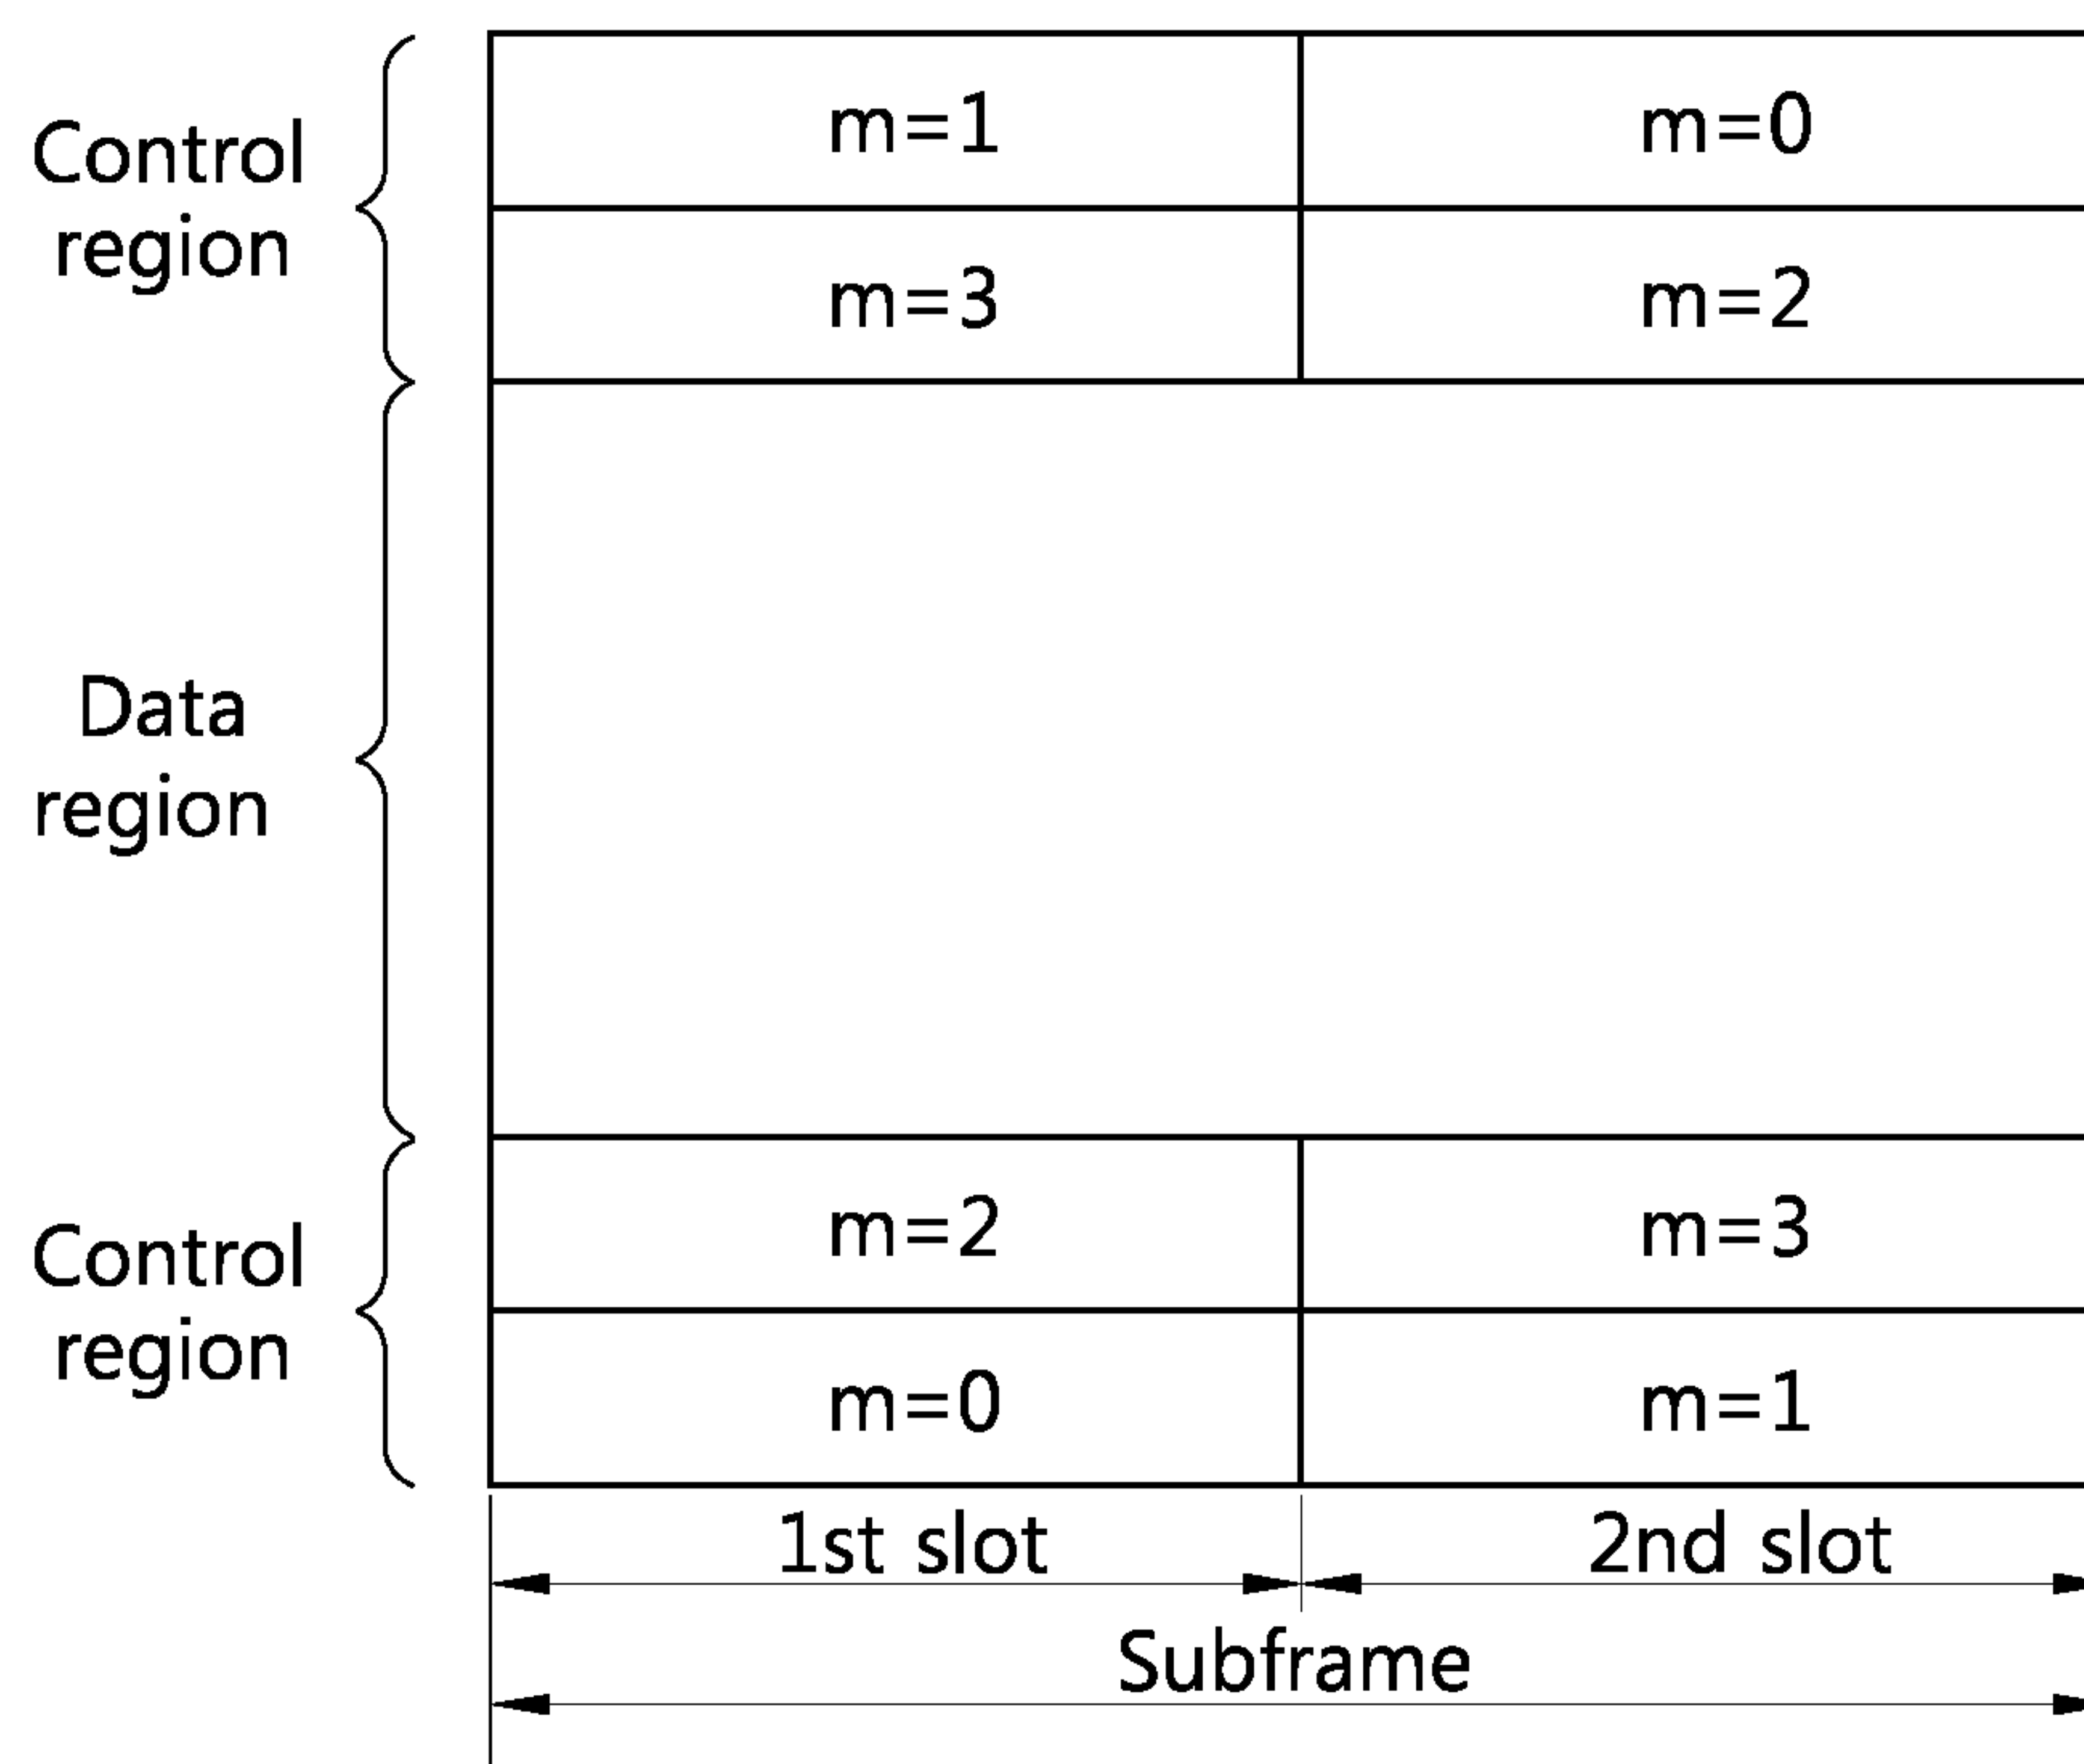 Control
region
m=1
m=0
m=3
m=2
Data
region
Control
region
m=2
m=3
m=0
m=1
1st slot
2nd slot
Subframe